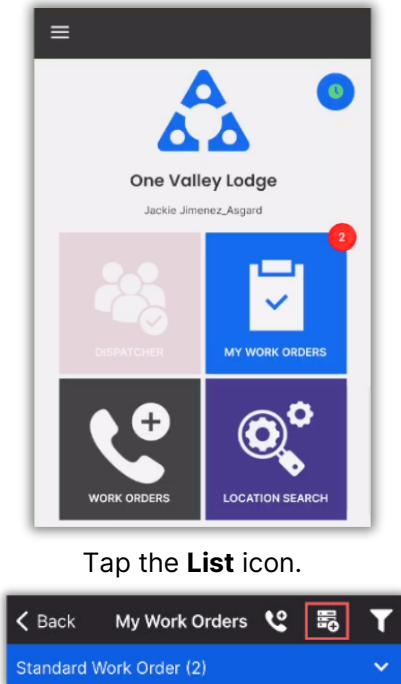 One Valley Lodge
Jackie Jimenez_Asgard
2
DISPATCHER
MY WORK ORDERS
WORK ORDERS
LOCATION SEARCH
Tap the List icon.
Back
My Work Orders
Standard Work Order (2)